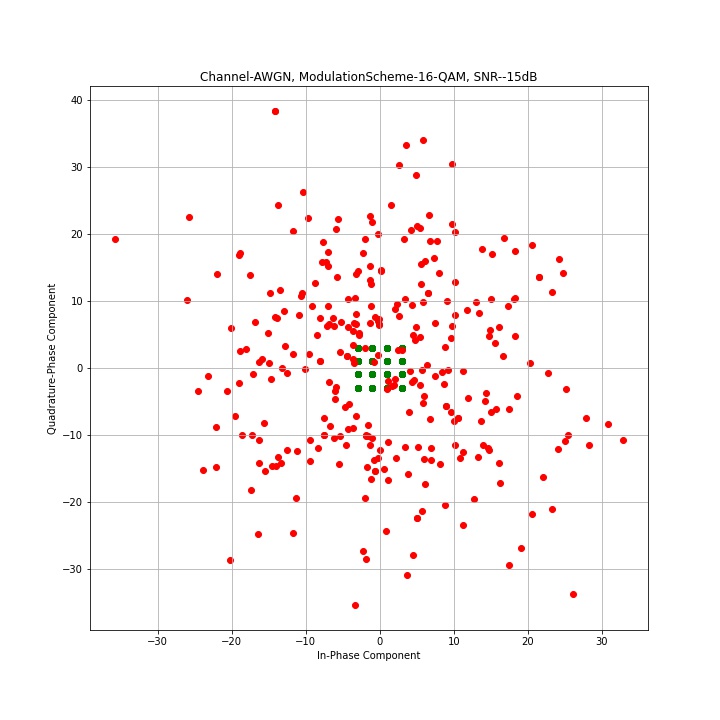 Channel-AWGN, ModulationScheme-16-QAM, SNR--15dB
40
30
20
10
0
−10
−20
−30
Quadrature-Phase Component
−30 −20 −10 0 10 20 30
In-Phase Component